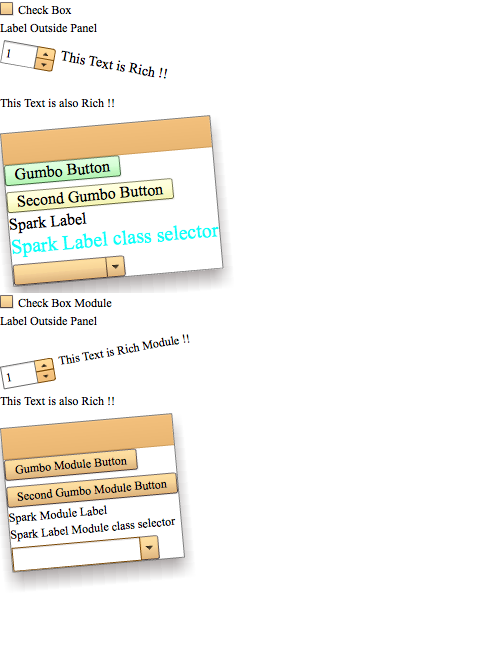 Check Box
Label Outside Panel
1
This Text is Rich !!
This Text is also Rich !!
Gumbo Button
Second Gumbo Button
Spark Label
Spark Label class selector
Check Box Module
Label Outside Panel
1
This Text is Rich Module !!
This Text is also Rich !!
Gumbo Module Button
Second Gumbo Module Button
Spark Module Label
Spark Label Module class selector